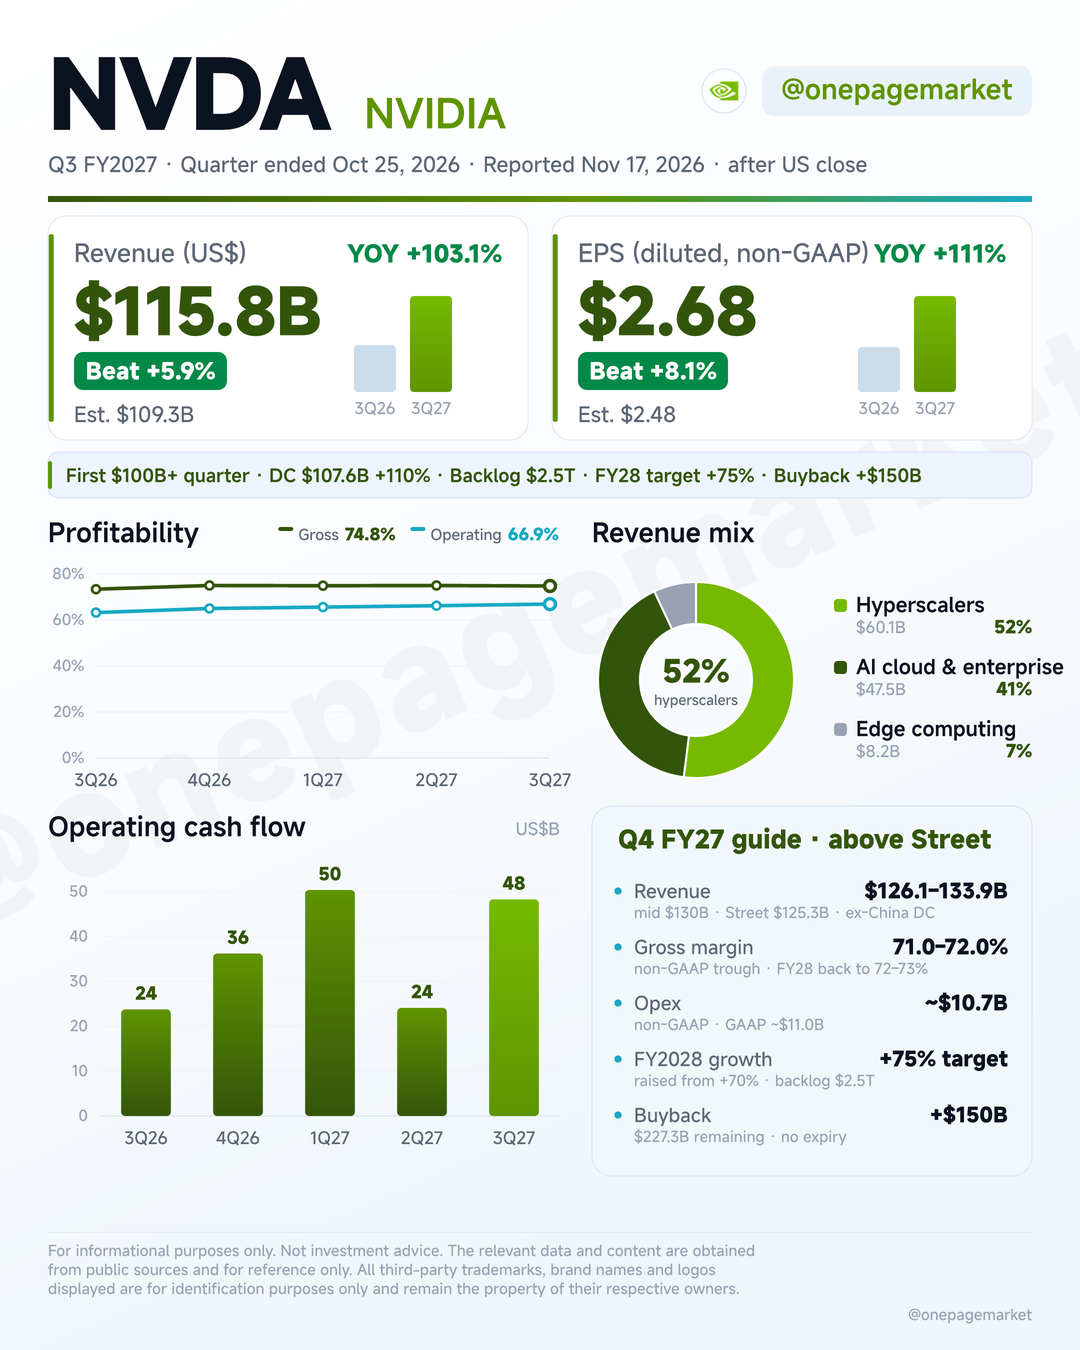 NVDA NVIDIA
@onepagemarket
Q3 FY2027 · Quarter ended Oct 25, 2026 · Reported Nov 17, 2026 · after US close
Revenue (US$) YOY +103.1%
$115.8B
Beat +5.9%
Est. $109.3B
3Q26 3Q27
EPS (diluted, non-GAAP) YOY +111%
$2.68
Beat +8.1%
Est. $2.48
3Q26 3Q27
First $100B+ quarter · DC $107.6B +110% · Backlog $2.5T · FY28 target +75% · Buyback +$150B
Profitability Gross 74.8% Operating 66.9%
80%
60%
40%
20%
0%
3Q26 4Q26 1Q27 2Q27 3Q27
Revenue mix
52%
hyperscalers
Hyperscalers
$60.1B 52%
AI cloud & enterprise
$47.5B 41%
Edge computing
$8.2B 7%
Operating cash flow US$B
50
40
30
20
10
0
24
36
50
24
48
3Q26 4Q26 1Q27 2Q27 3Q27
Q4 FY27 guide · above Street
Revenue $126.1–133.9B
mid $130B · Street $125.3B · ex-China DC
Gross margin 71.0–72.0%
non-GAAP trough · FY28 back to 72–73%
Opex ~$10.7B
non-GAAP · GAAP ~$11.0B
FY2028 growth +75% target
raised from +70% · backlog $2.5T
Buyback +$150B
$227.3B remaining · no expiry
@onepagemarket
For informational purposes only. Not investment advice. The relevant data and content are obtained
from public sources and for reference only. All third-party trademarks, brand names and logos
displayed are for identification purposes only and remain the property of their respective owners.
@onepagemarket